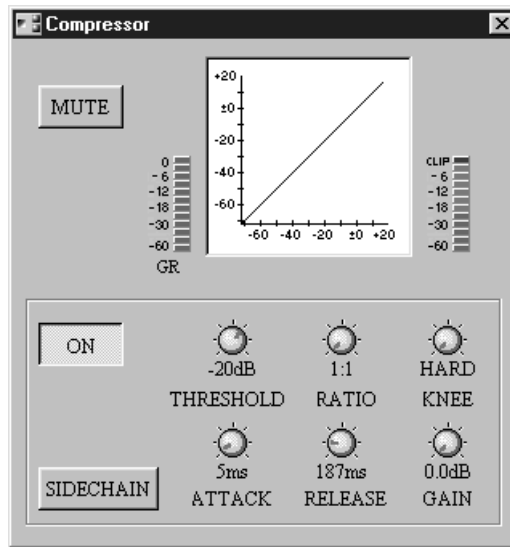 Compressor
MUTE
+20
±0
-20
-40
-60
-60 -40 -20 ±0 +20
0
-6
-12
-18
-30
-60
GR
CLIP
-6
-12
-18
-30
-60
ON
-20dB 1:1 HARD
THRESHOLD RATIO KNEE
5ms 187ms 0.0dB
SIDECHAIN ATTACK RELEASE GAIN